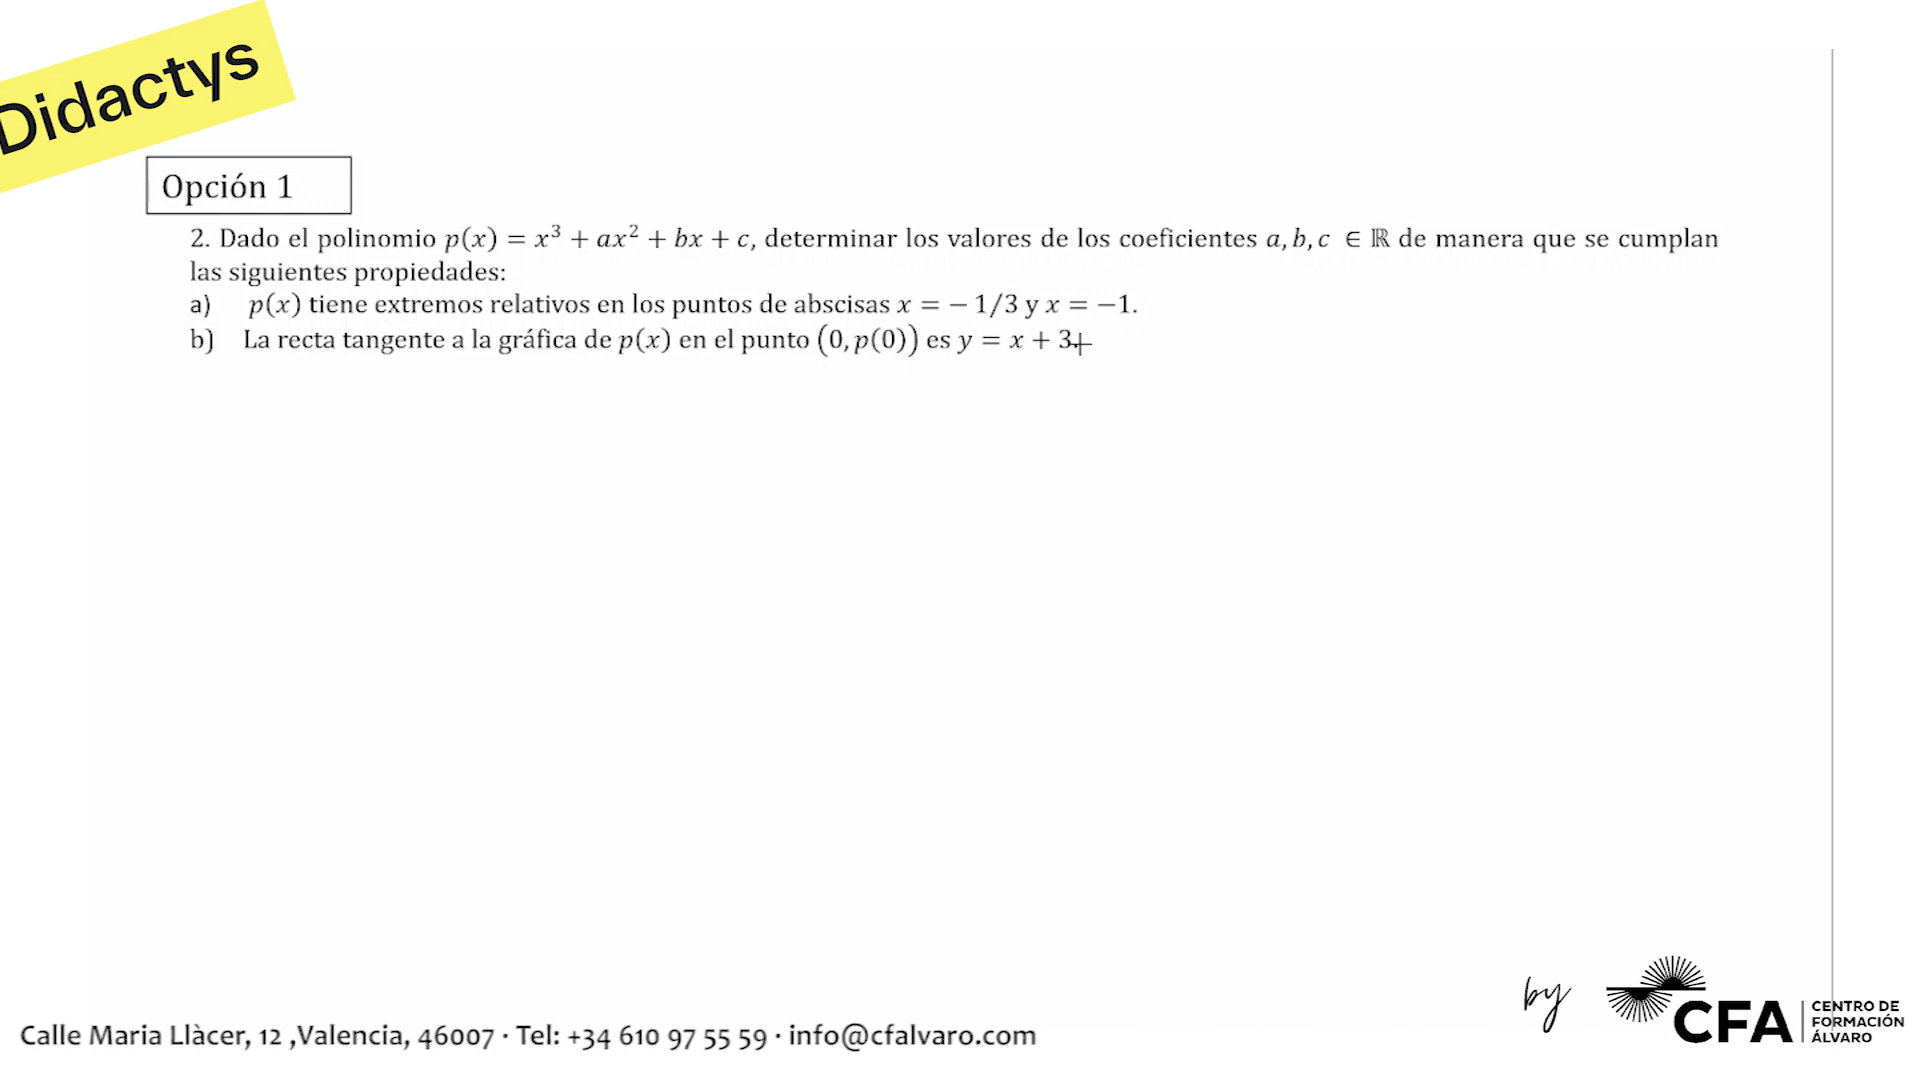 Didactys
Opción 1
2. Dado el polinomio p(x) = x³ + ax² + bx + c, determinar los valores de los coeficientes a, b, c ∈ ℝ de manera que se cumplan
las siguientes propiedades:
a) p(x) tiene extremos relativos en los puntos de abscisas x = − 1/3 y x = −1.
b) La recta tangente a la gráfica de p(x) en el punto (0, p(0)) es y = x + 3.
by
CFA
CENTRO DE
FORMACIÓN
ÁLVARO
Calle Maria Llàcer, 12 ,Valencia, 46007 · Tel: +34 610 97 55 59 · info@cfalvaro.com